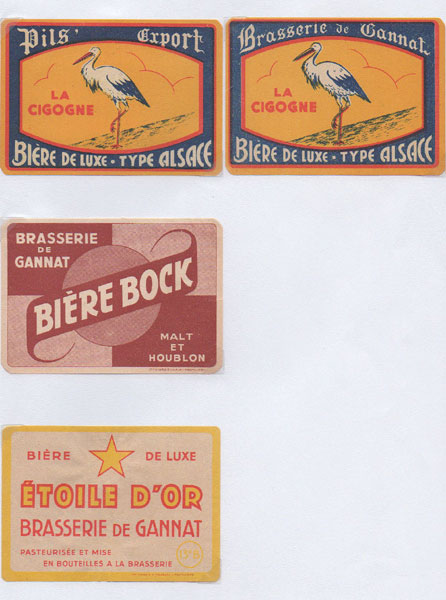 Pils' Export
LA
CIGOGNE
BIÈRE DE LUXE • TYPE ALSACE
Brasserie de Gannat
LA
CIGOGNE
BIÈRE DE LUXE • TYPE ALSACE
BRASSERIE
DE
GANNAT
BIÈRE BOCK
MALT
ET
HOUBLON
BIÈRE DE LUXE
ÉTOILE D'OR
BRASSERIE DE GANNAT
PASTEURISÉE ET MISE
EN BOUTEILLES A LA BRASSERIE